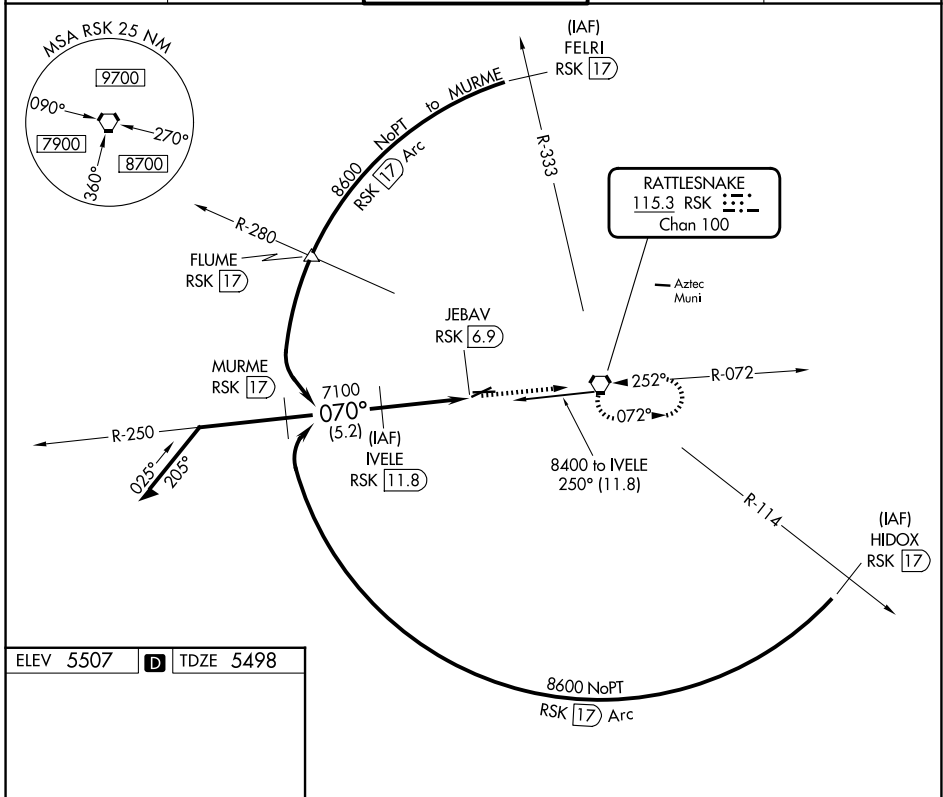 MSA RSK 25 NM
9700
090°
270°
7900
8700
360°
(IAF)
FELRI
RSK 17
8600 NoPT to MURME
RSK 17 Arc
R-333
RATTLESNAKE
115.3 RSK
Chan 100
R-280
FLUME
RSK 17
Aztec
Muni
JEBAV
RSK 6.9
MURME
RSK 17
7100
070°
(5.2)
252°
R-072
072°
R-250
(IAF)
IVELE
RSK 11.8
8400 to IVELE
250° (11.8)
025°
205°
R-114
(IAF)
HIDOX
RSK 17
8600 NoPT
RSK 17 Arc
ELEV 5507 D TDZE 5498